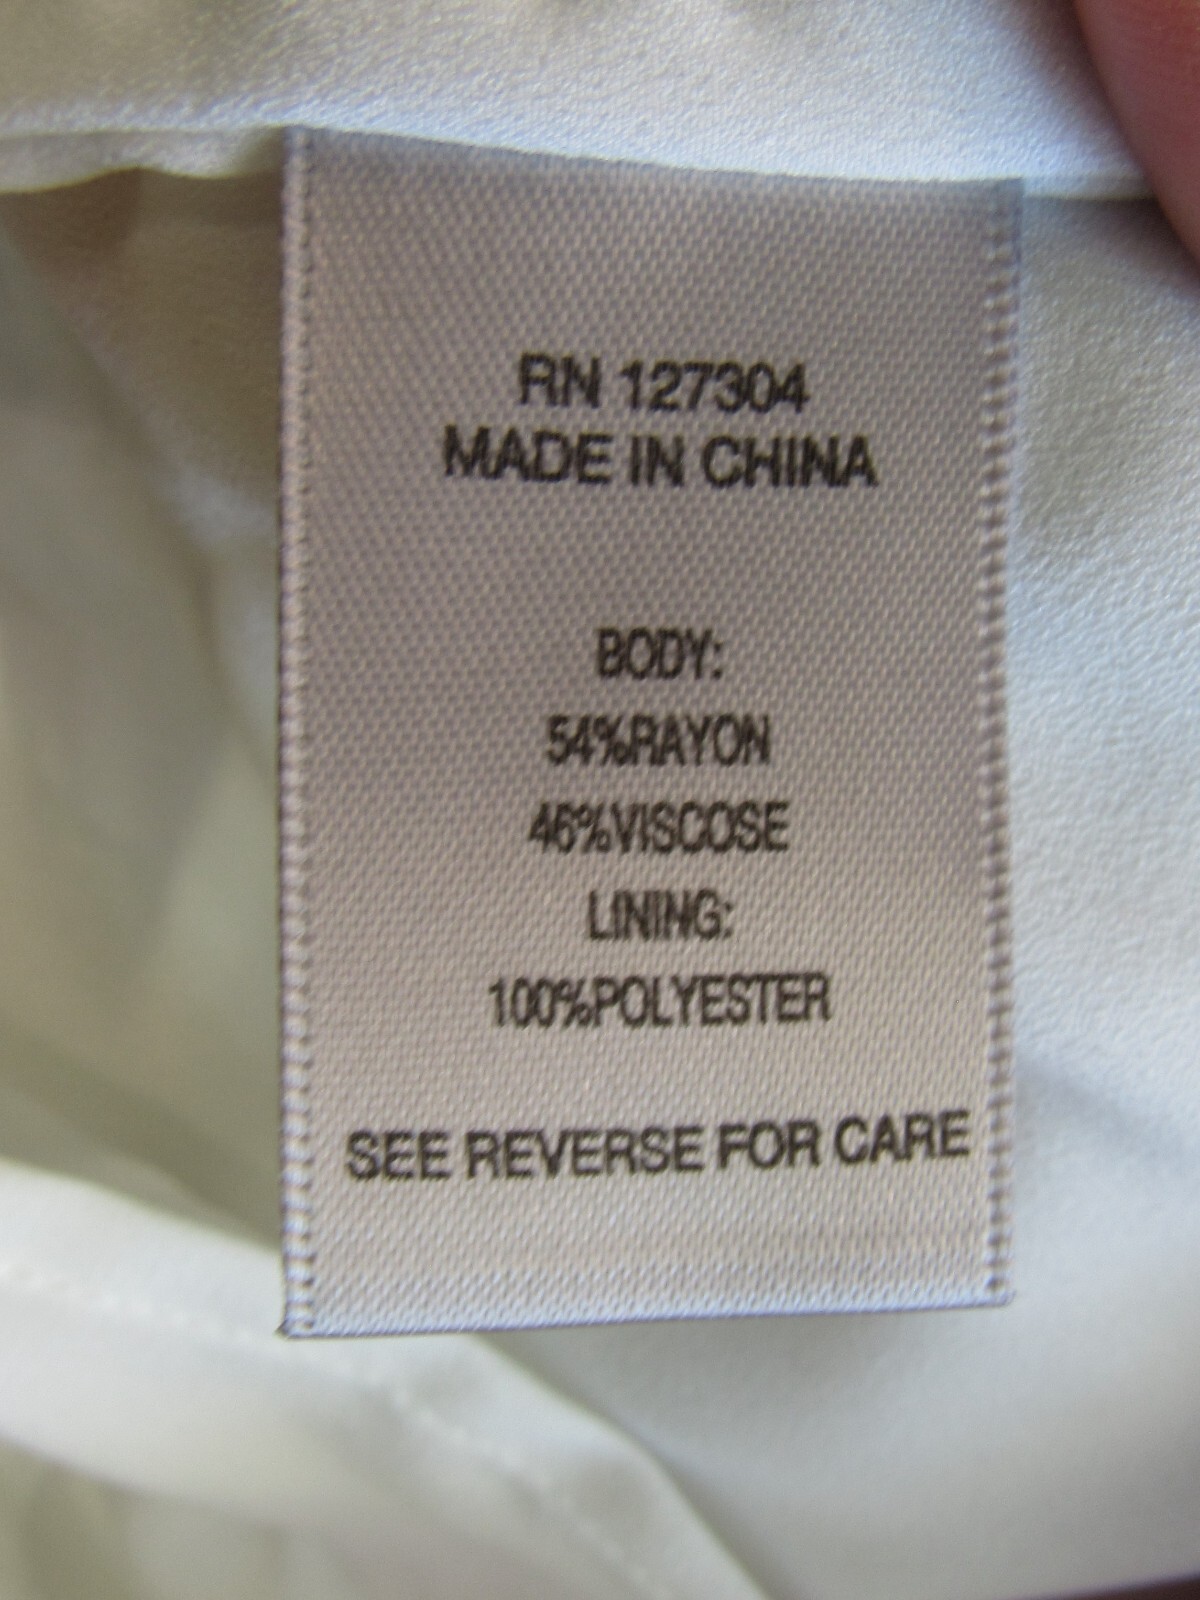 RN 127304
MADE IN CHINA
BODY:
54%RAYON
46%VISCOSE
LINING:
100%POLYESTER
SEE REVERSE FOR CARE